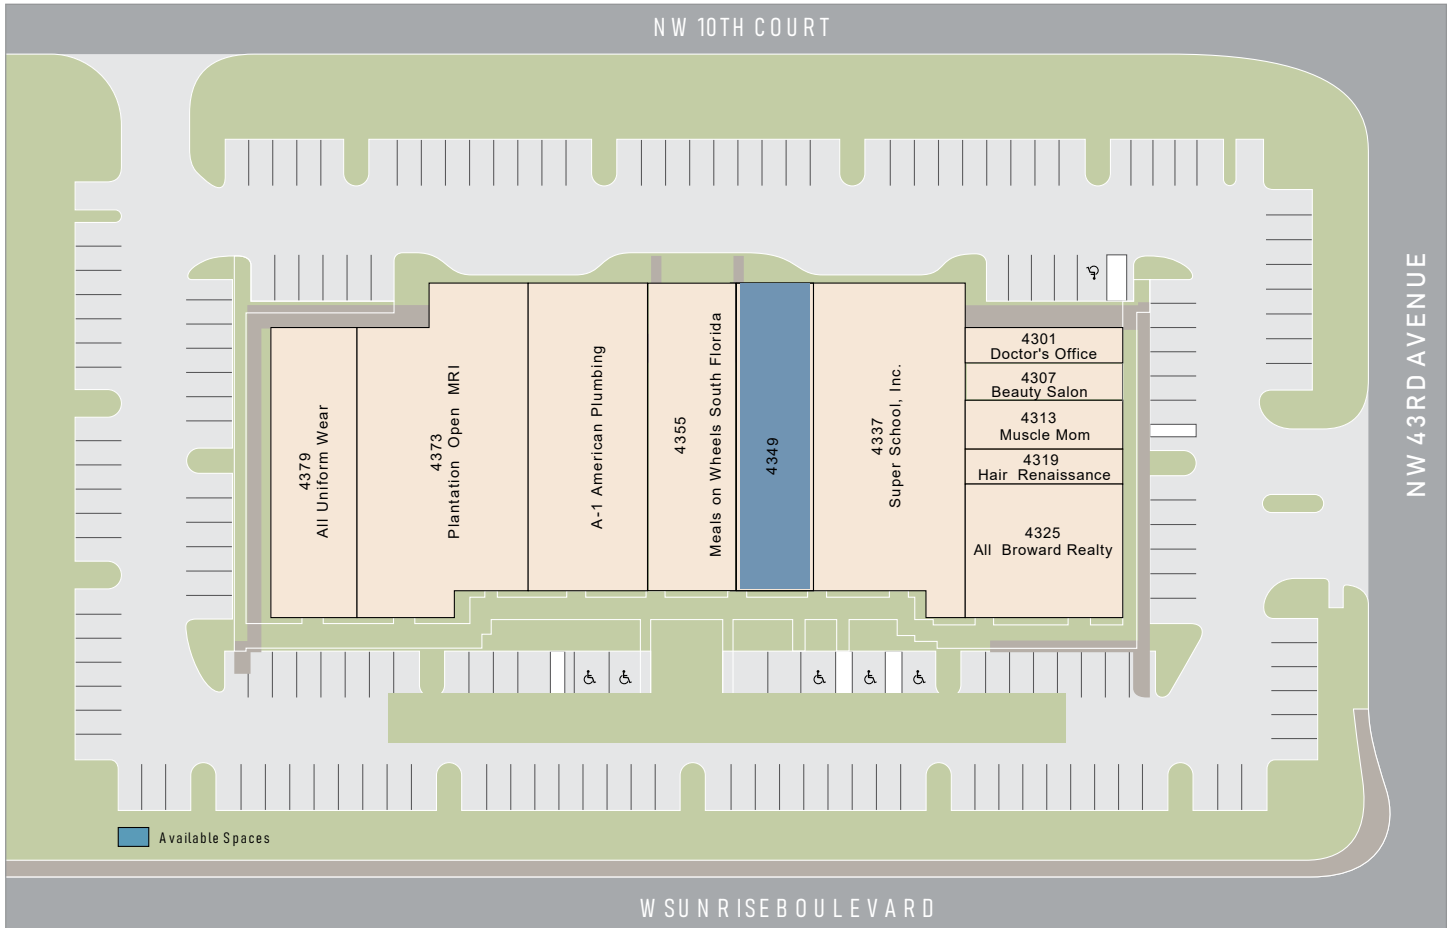 NW 10TH COURT
NW 43RD AVENUE
4379
All Uniform Wear
4373
Plantation Open MRI
A-1 American Plumbing
4355
Meals on Wheels South Florida
4349
4337
Super School, Inc.
4301
Doctor's Office
4307
Beauty Salon
4313
Muscle Mom
4319
Hair Renaissance
4325
All Broward Realty
Available Spaces
W SUNRISE BOULEVARD